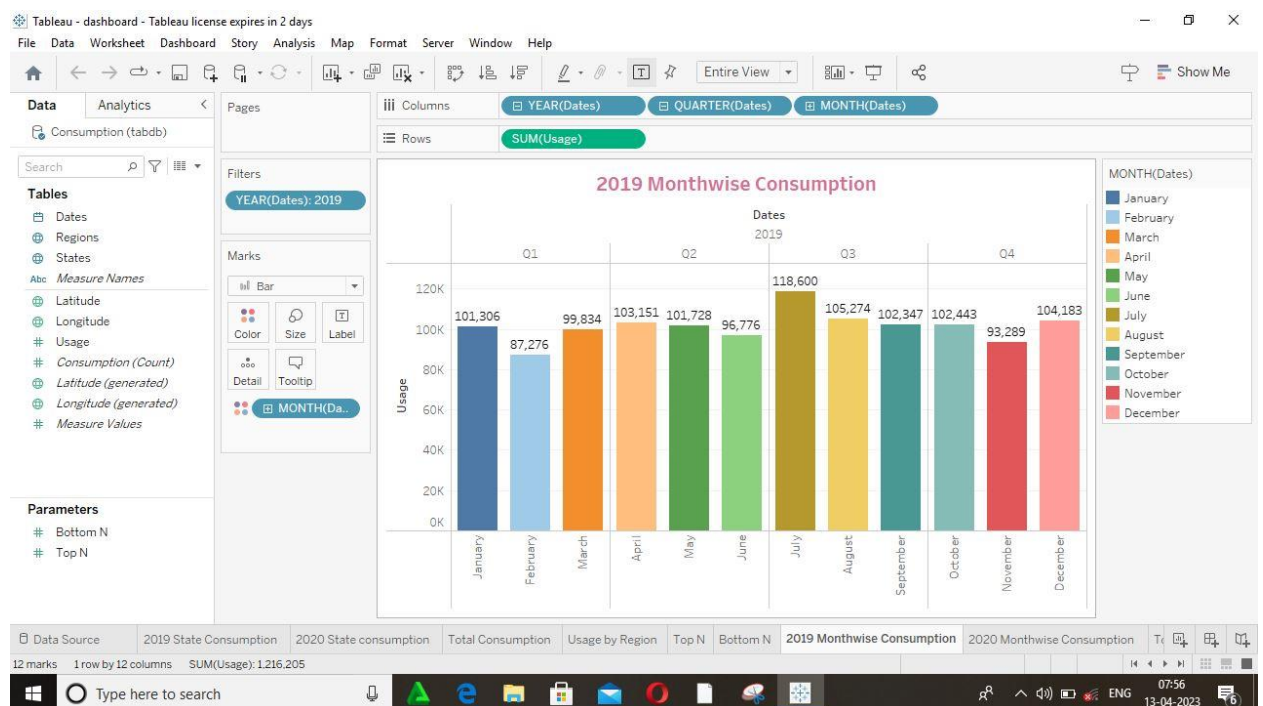 Tableau - dashboard - Tableau license expires in 2 days
File Data Worksheet Dashboard Story Analysis Map Format Server Window Help
Entire View
Show Me
Data Analytics
Consumption (tabdb)
Search
Tables
Dates
Regions
States
Abc Measure Names
Latitude
Longitude
# Usage
# Consumption (Count)
Latitude (generated)
Longitude (generated)
# Measure Values
Parameters
# Bottom N
# Top N
Pages
Filters
YEAR(Dates): 2019
Marks
Bar
Color Size Label
Detail Tooltip
MONTH(Da..
Columns YEAR(Dates) QUARTER(Dates) MONTH(Dates)
Rows SUM(Usage)
2019 Monthwise Consumption
Dates
2019
Q1 Q2 Q3 Q4
Usage
120K
100K
80K
60K
40K
20K
0K
101,306 87,276 99,834 103,151 101,728 96,776 118,600 105,274 102,347 102,443 93,289 104,183
January February March April May June July August September October November December
MONTH(Dates)
January
February
March
April
May
June
July
August
September
October
November
December
Data Source 2019 State Consumption 2020 State consumption Total Consumption Usage by Region Top N Bottom N 2019 Monthwise Consumption 2020 Monthwise Consumption
12 marks 1 row by 12 columns SUM(Usage): 1,216,205
Type here to search
ENG
07:56
13-04-2023
6